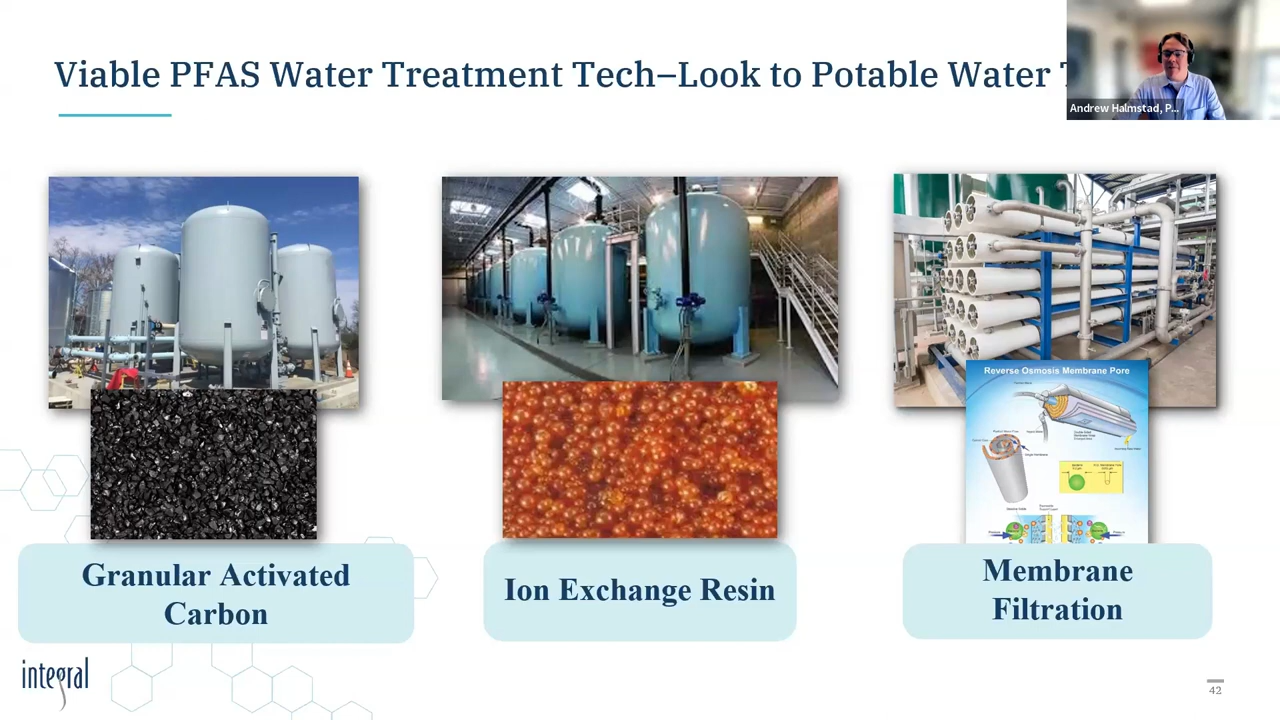 Viable PFAS Water Treatment Tech–Look to Potable Water
Andrew Halmstad, P...
Reverse Osmosis Membrane Pore
Granular Activated
Carbon
Ion Exchange Resin
Membrane
Filtration
integral
42